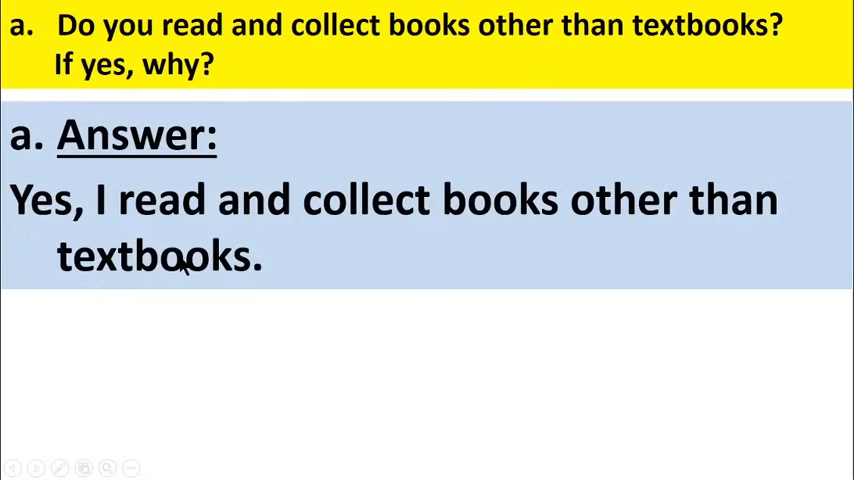 a. Do you read and collect books other than textbooks?
If yes, why?
a. Answer:
Yes, I read and collect books other than
textbooks.